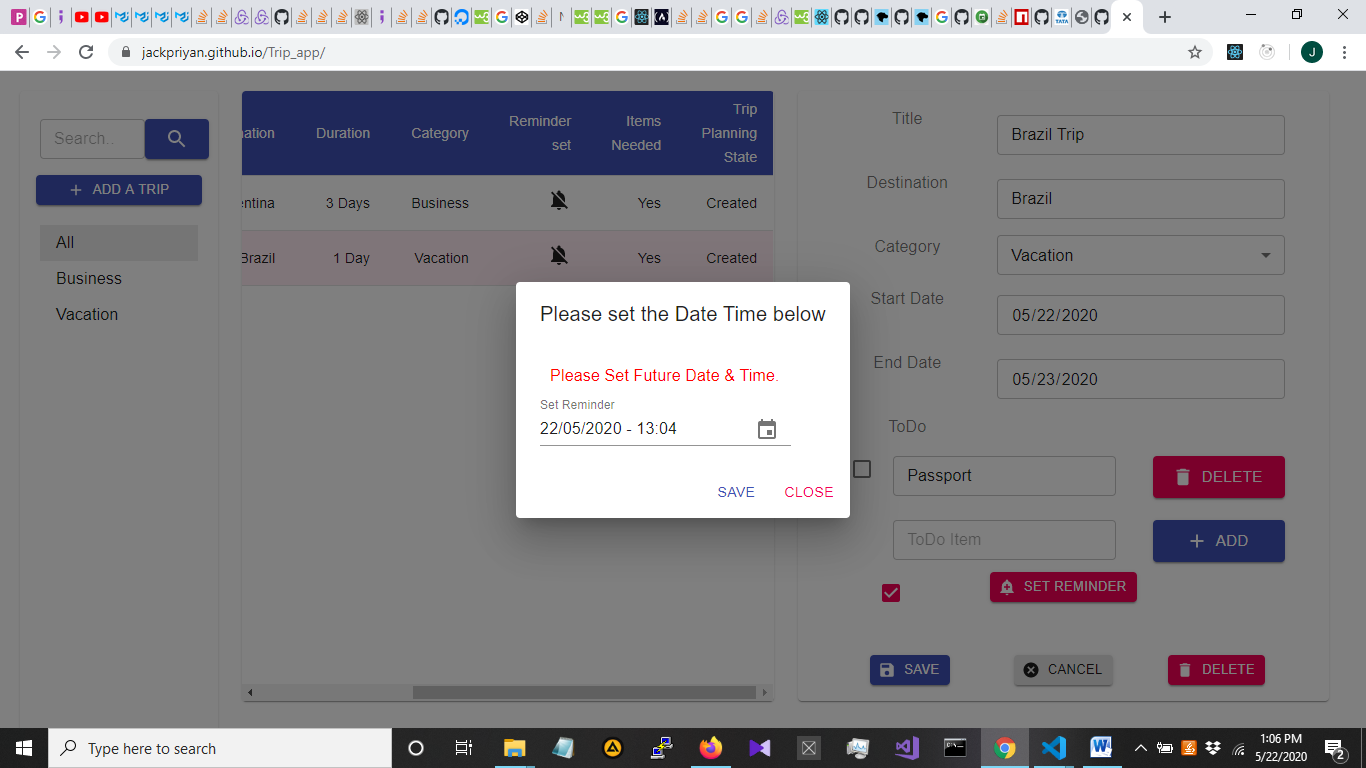 jackpriyan.github.io/Trip_app/
J
Search..
ADD A TRIP
All
Business
Vacation
nation
Duration
Category
Reminder
set
Items
Needed
Trip
Planning
State
entina
3 Days
Business
Yes
Created
Brazil
1 Day
Vacation
Yes
Created
Title
Brazil Trip
Destination
Brazil
Category
Vacation
Start Date
05/22/2020
End Date
05/23/2020
ToDo
Passport
DELETE
ToDo Item
ADD
SET REMINDER
SAVE
CANCEL
DELETE
Please set the Date Time below
Please Set Future Date & Time.
Set Reminder
22/05/2020 - 13:04
SAVE
CLOSE
Type here to search
1:06 PM
5/22/2020
2